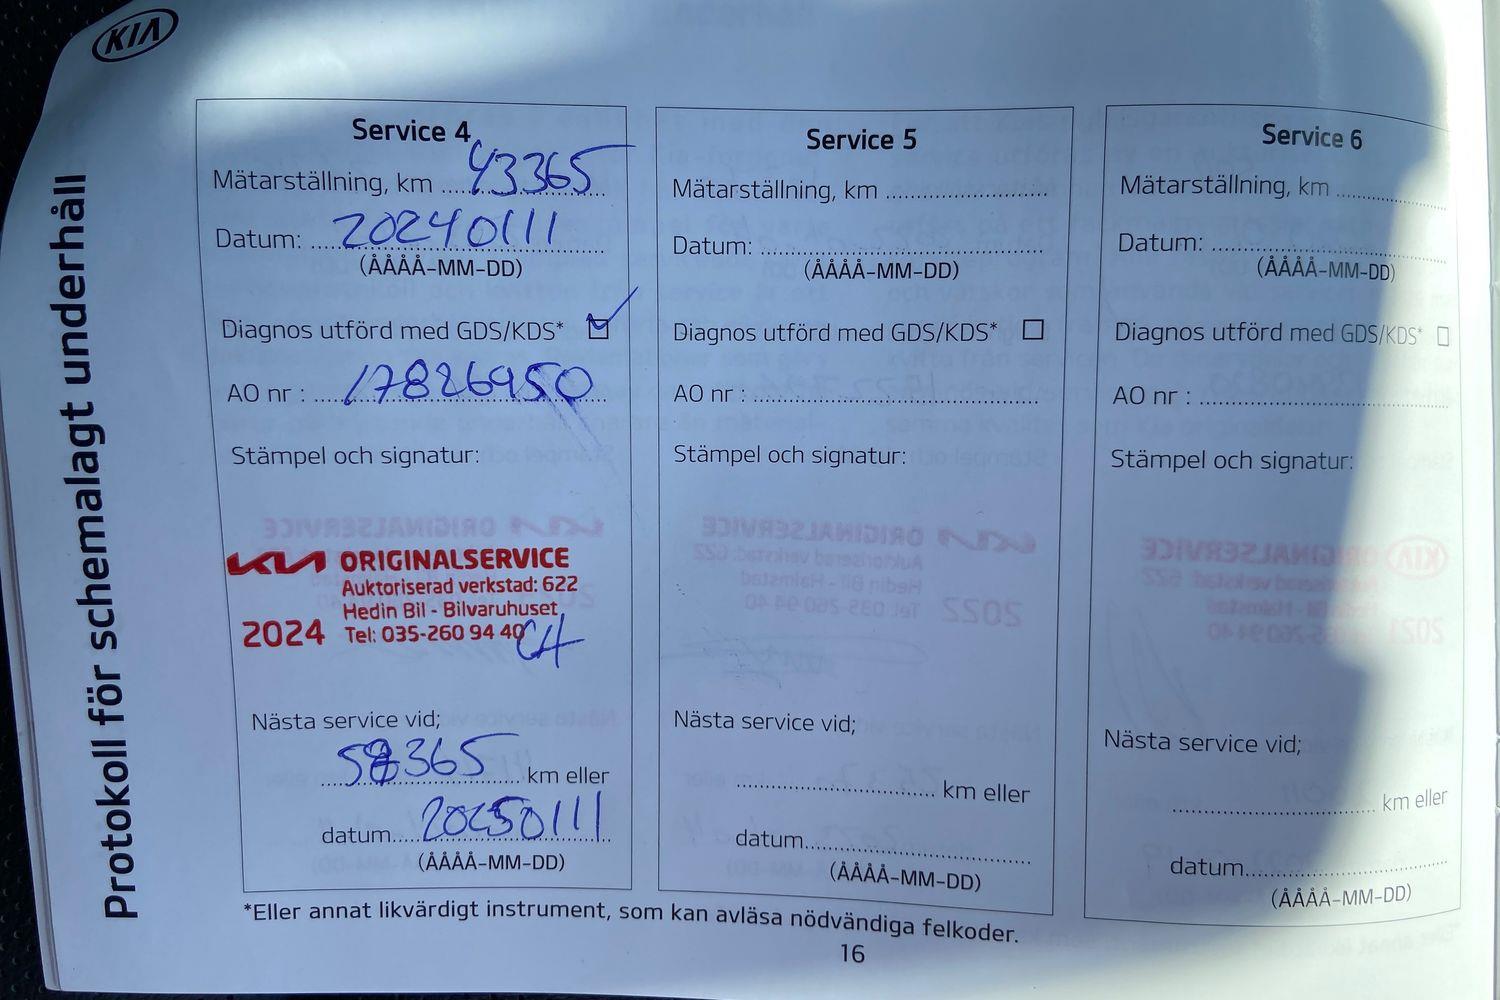 KIA
Protokoll för schemalagt underhåll
Service 4
Mätarställning, km 43365
Datum: 20240111
(ÅÅÅÅ-MM-DD)
Diagnos utförd med GDS/KDS*
AO nr : 17826950
Stämpel och signatur:
KIA ORIGINALSERVICE
Auktoriserad verkstad: 622
Hedin Bil - Bilvaruhuset
2024 Tel: 035-260 94 40
CH
Nästa service vid;
58365 km eller
datum 20250111
(ÅÅÅÅ-MM-DD)
Service 5
Mätarställning, km
Datum:
(ÅÅÅÅ-MM-DD)
Diagnos utförd med GDS/KDS*
AO nr :
Stämpel och signatur:
Nästa service vid;
km eller
datum
(ÅÅÅÅ-MM-DD)
Service 6
Mätarställning, km
Datum:
(ÅÅÅÅ-MM-DD)
Diagnos utförd med GDS/KDS*
AO nr :
Stämpel och signatur:
Nästa service vid;
km eller
datum
(ÅÅÅÅ-MM-DD)
*Eller annat likvärdigt instrument, som kan avläsa nödvändiga felkoder.
16